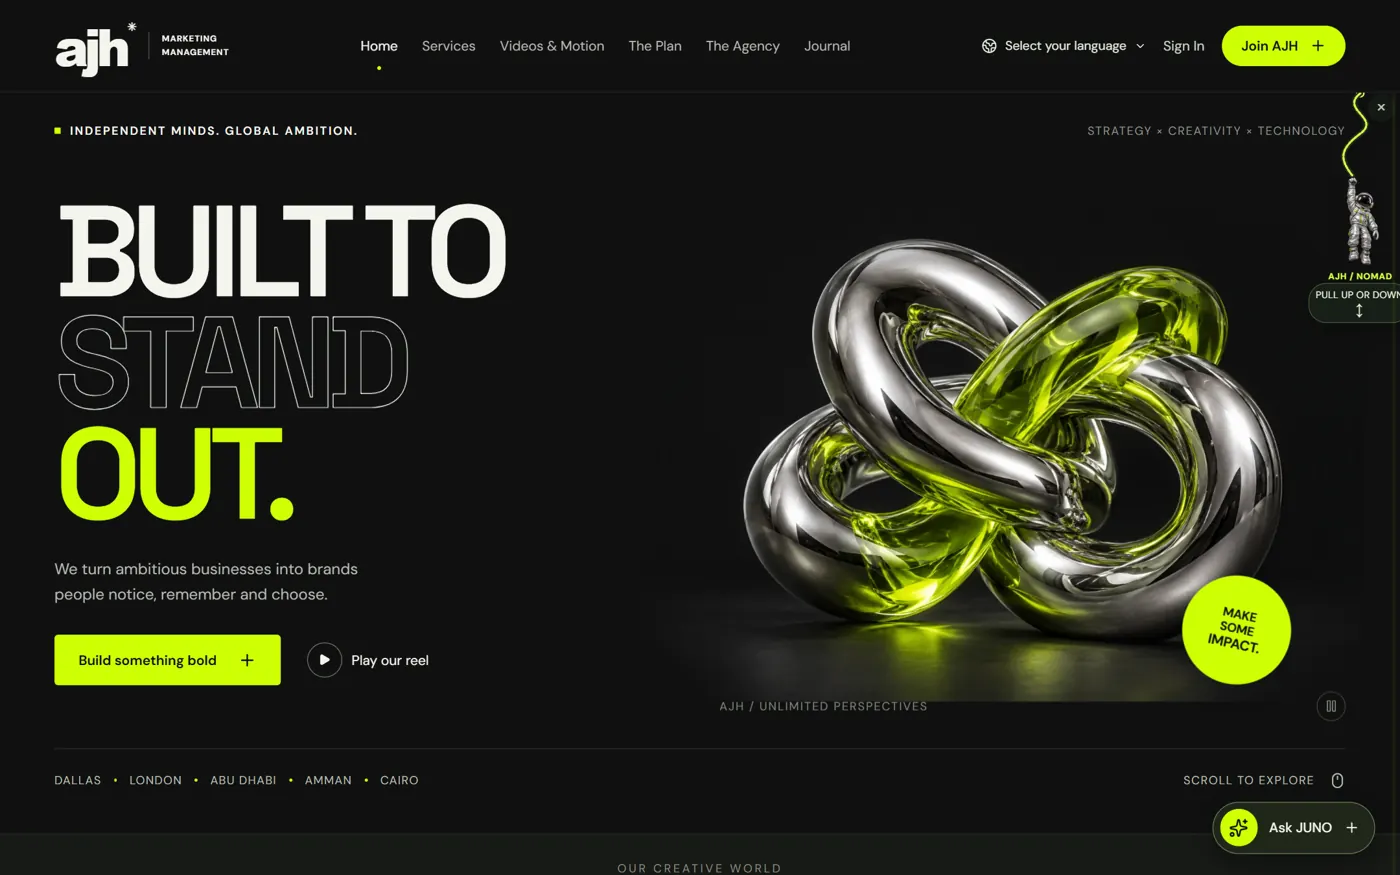 ajh*
MARKETING
MANAGEMENT
Home
Services
Videos & Motion
The Plan
The Agency
Journal
Select your language
Sign In
Join AJH +
INDEPENDENT MINDS. GLOBAL AMBITION.
STRATEGY × CREATIVITY × TECHNOLOGY
×
BUILT TO
STAND
OUT.
AJH / NOMAD
PULL UP OR DOWN
↕
We turn ambitious businesses into brands
people notice, remember and choose.
Build something bold +
Play our reel
MAKE
SOME
IMPACT.
AJH / UNLIMITED PERSPECTIVES
DALLAS • LONDON • ABU DHABI • AMMAN • CAIRO
SCROLL TO EXPLORE
Ask JUNO +
OUR CREATIVE WORLD